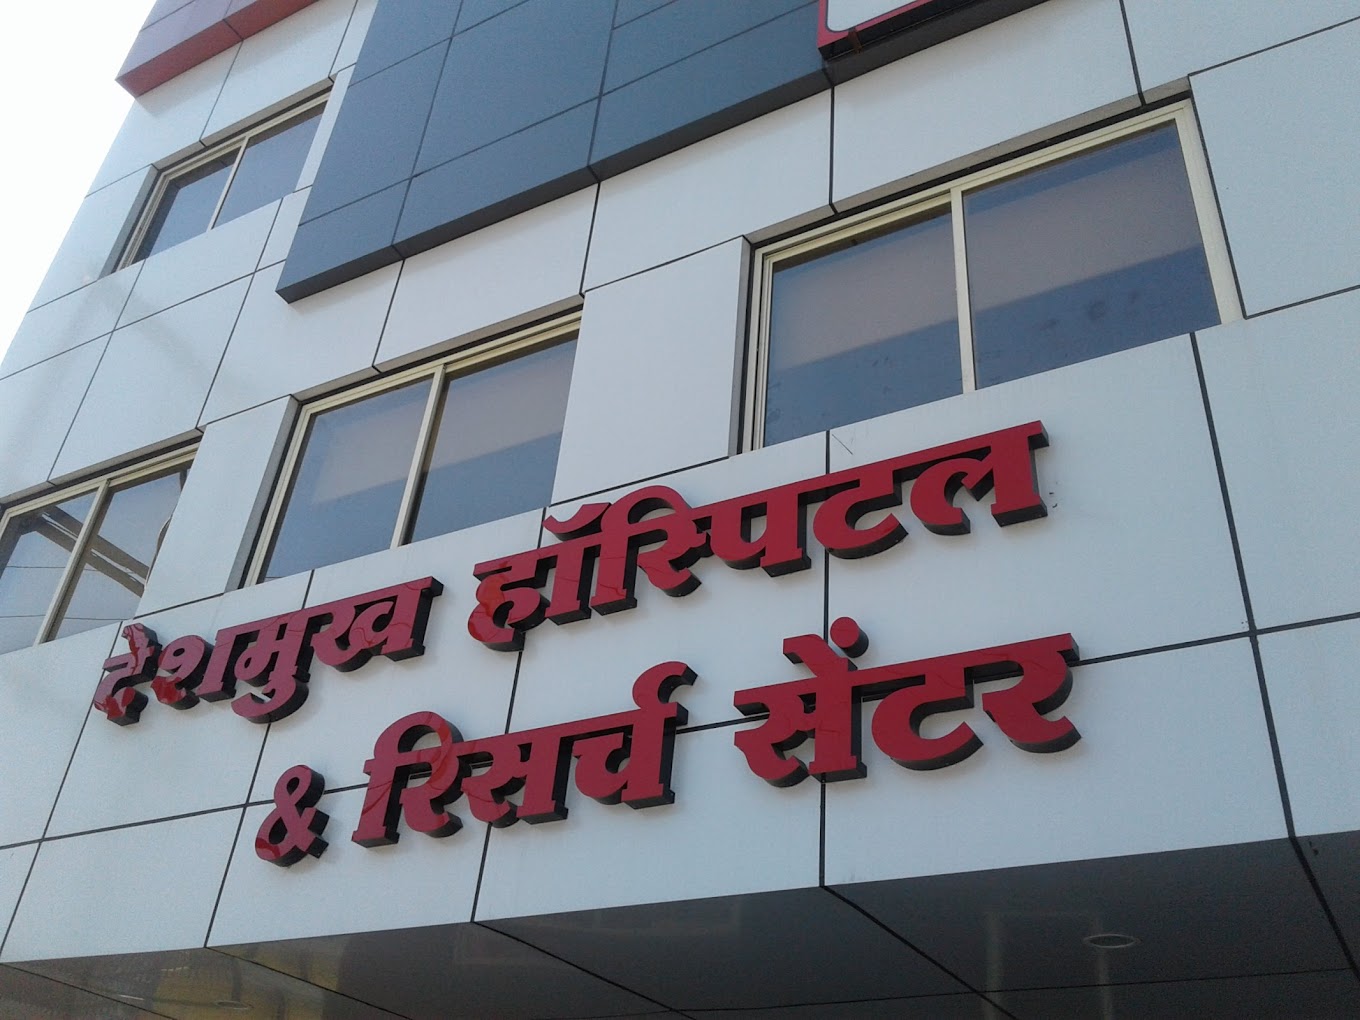 देशमुख हॉस्पिटल
& रिसर्च सेंटर